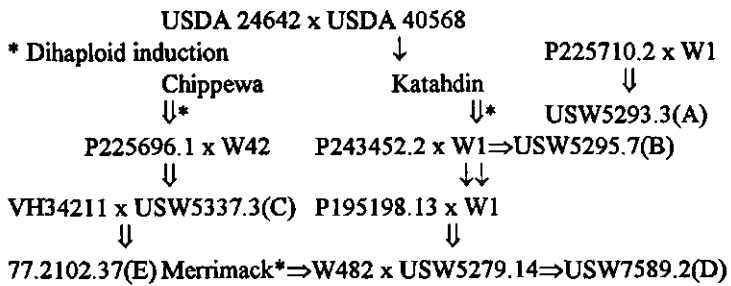 USDA 24642 x USDA 40568
* Dihaploid induction ↓ P225710.2 x W1
Chippewa Katahdin ⇓
⇓* ⇓* USW5293.3(A)
P225696.1 x W42 P243452.2 x W1⇒USW5295.7(B)
⇓ ↓↓
VH34211 x USW5337.3(C) P195198.13 x W1
⇓ ⇓
77.2102.37(E) Merrimack*⇒W482 x USW5279.14⇒USW7589.2(D)